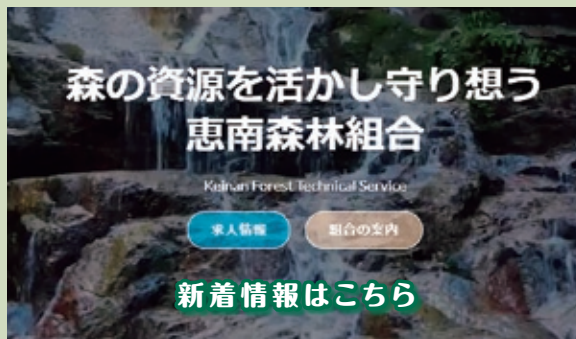 森の資源を活かし守り想う
恵南森林組合
Keinan Forest Technical Service
求人情報
組合の案内
新着情報はこちら